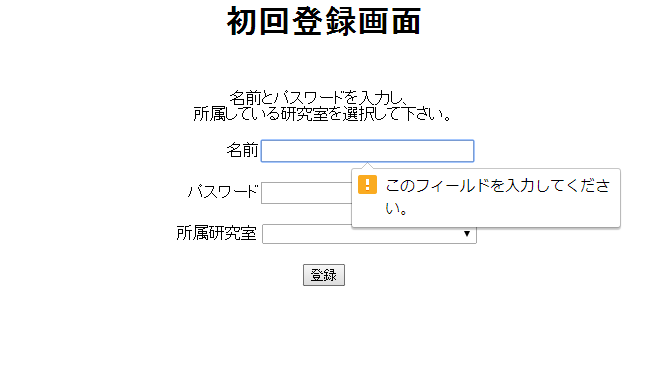 初回登録画面
名前とパスワードを入力し、
所属している研究室を選択して下さい。
名前
このフィールドを入力してくださ
い。
パスワード
所属研究室
登録